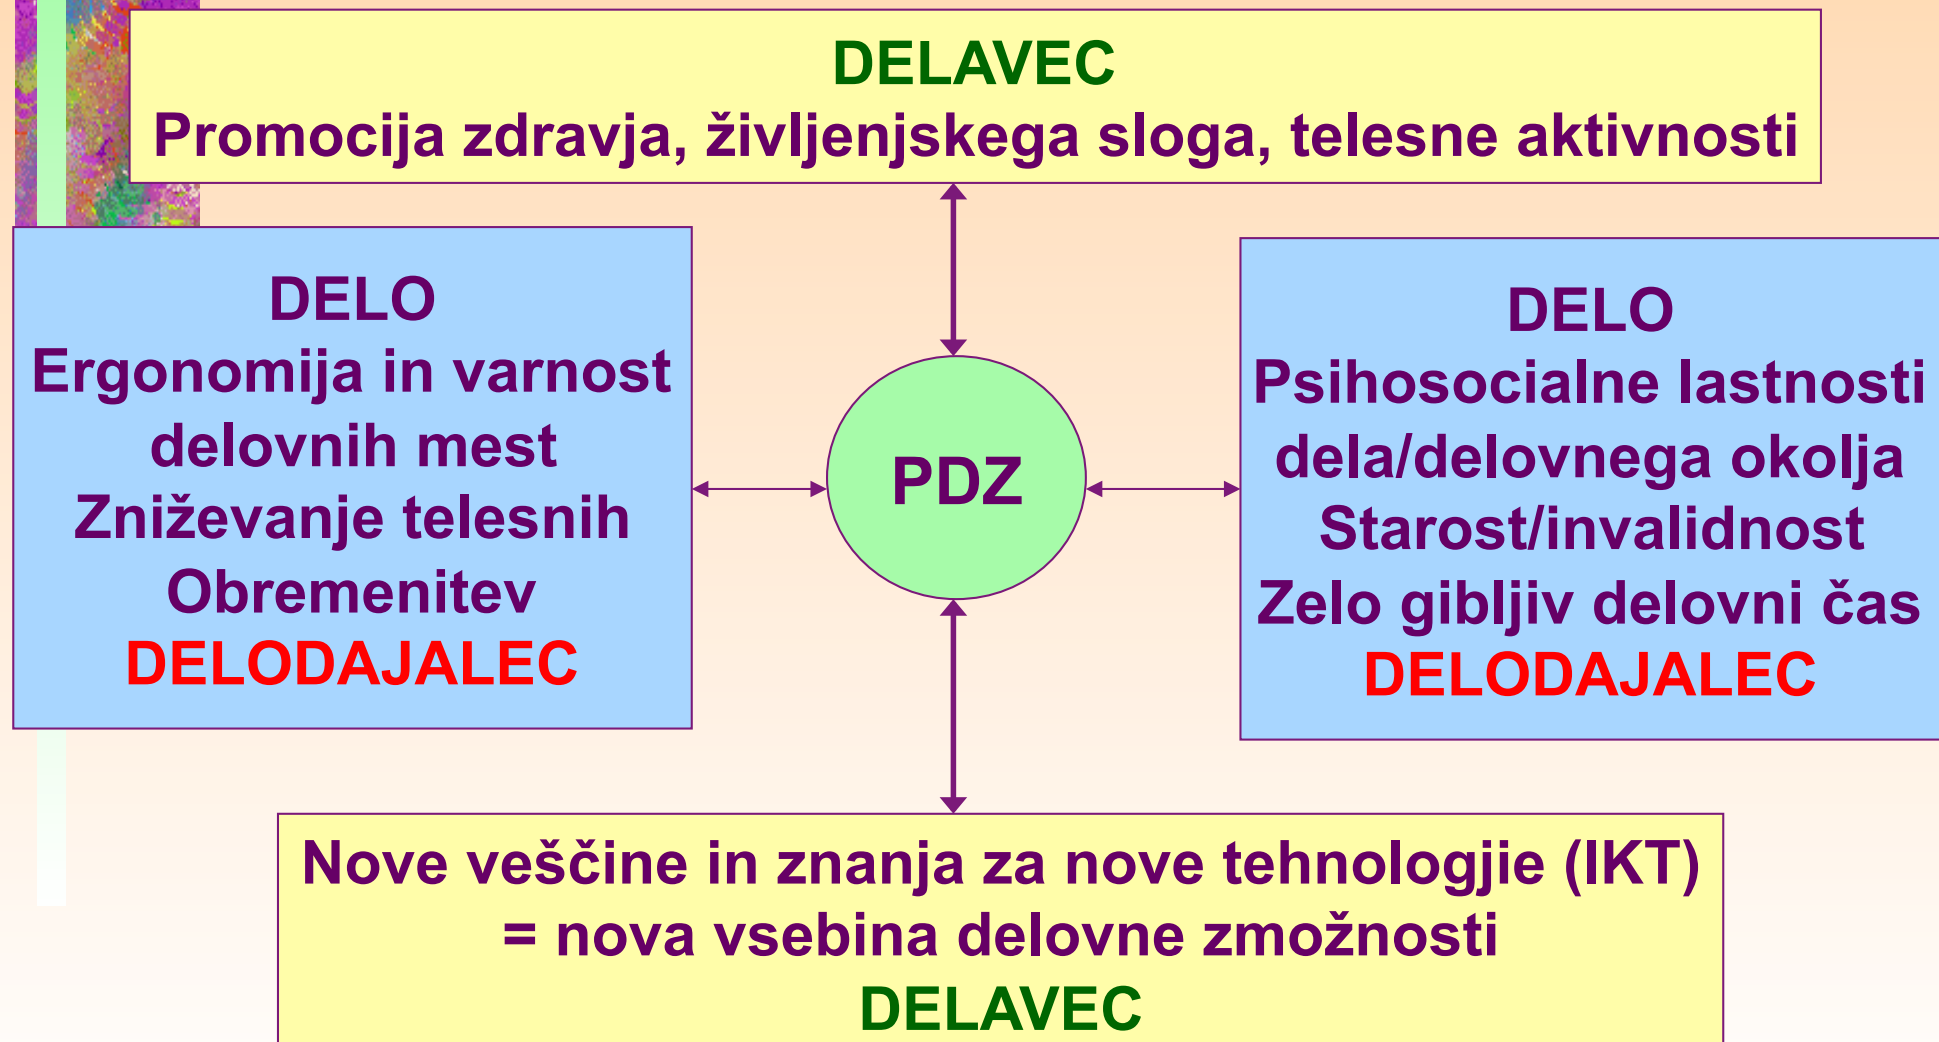 DELAVEC
Promocija zdravja, življenjskega sloga, telesne aktivnosti
DELO
Ergonomija in varnost
delovnih mest
Zniževanje telesnih
Obremenitev
DELODAJALEC
PDZ
DELO
Psihosocialne lastnosti
dela/delovnega okolja
Starost/invalidnost
Zelo gibljiv delovni čas
DELODAJALEC
Nove veščine in znanja za nove tehnologjie (IKT)
= nova vsebina delovne zmožnosti
DELAVEC